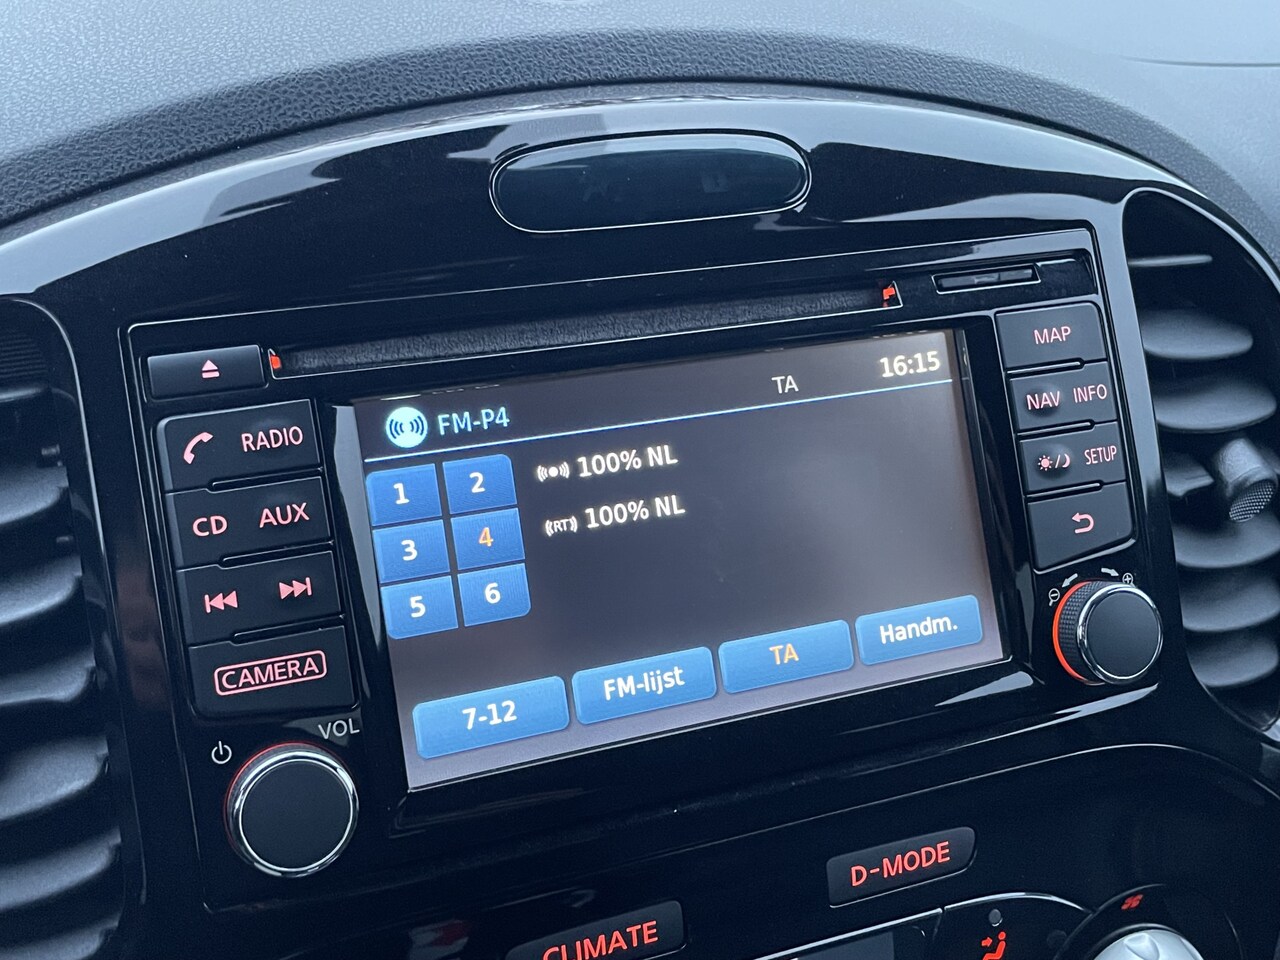 MAP
RADIO
NAV INFO
CD AUX
SETUP
CAMERA
VOL
FM-P4
TA
16:15
1
2
3
4
5
6
100% NL
RT
100% NL
7-12
FM-lijst
TA
Handm.
D-MODE
CLIMATE